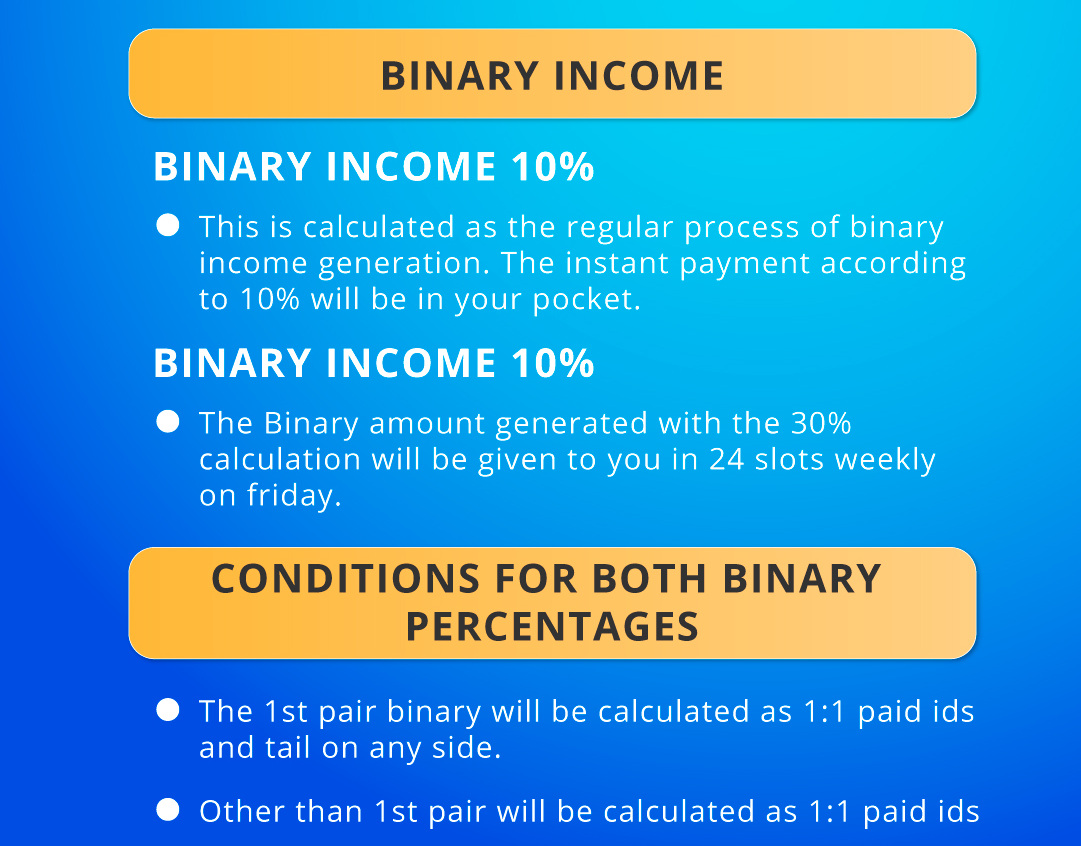 BINARY INCOME
BINARY INCOME 10%
This is calculated as the regular process of binary
income generation. The instant payment according
to 10% will be in your pocket.
BINARY INCOME 10%
The Binary amount generated with the 30%
calculation will be given to you in 24 slots weekly
on friday.
CONDITIONS FOR BOTH BINARY
PERCENTAGES
The 1st pair binary will be calculated as 1:1 paid ids
and tail on any side.
Other than 1st pair will be calculated as 1:1 paid ids